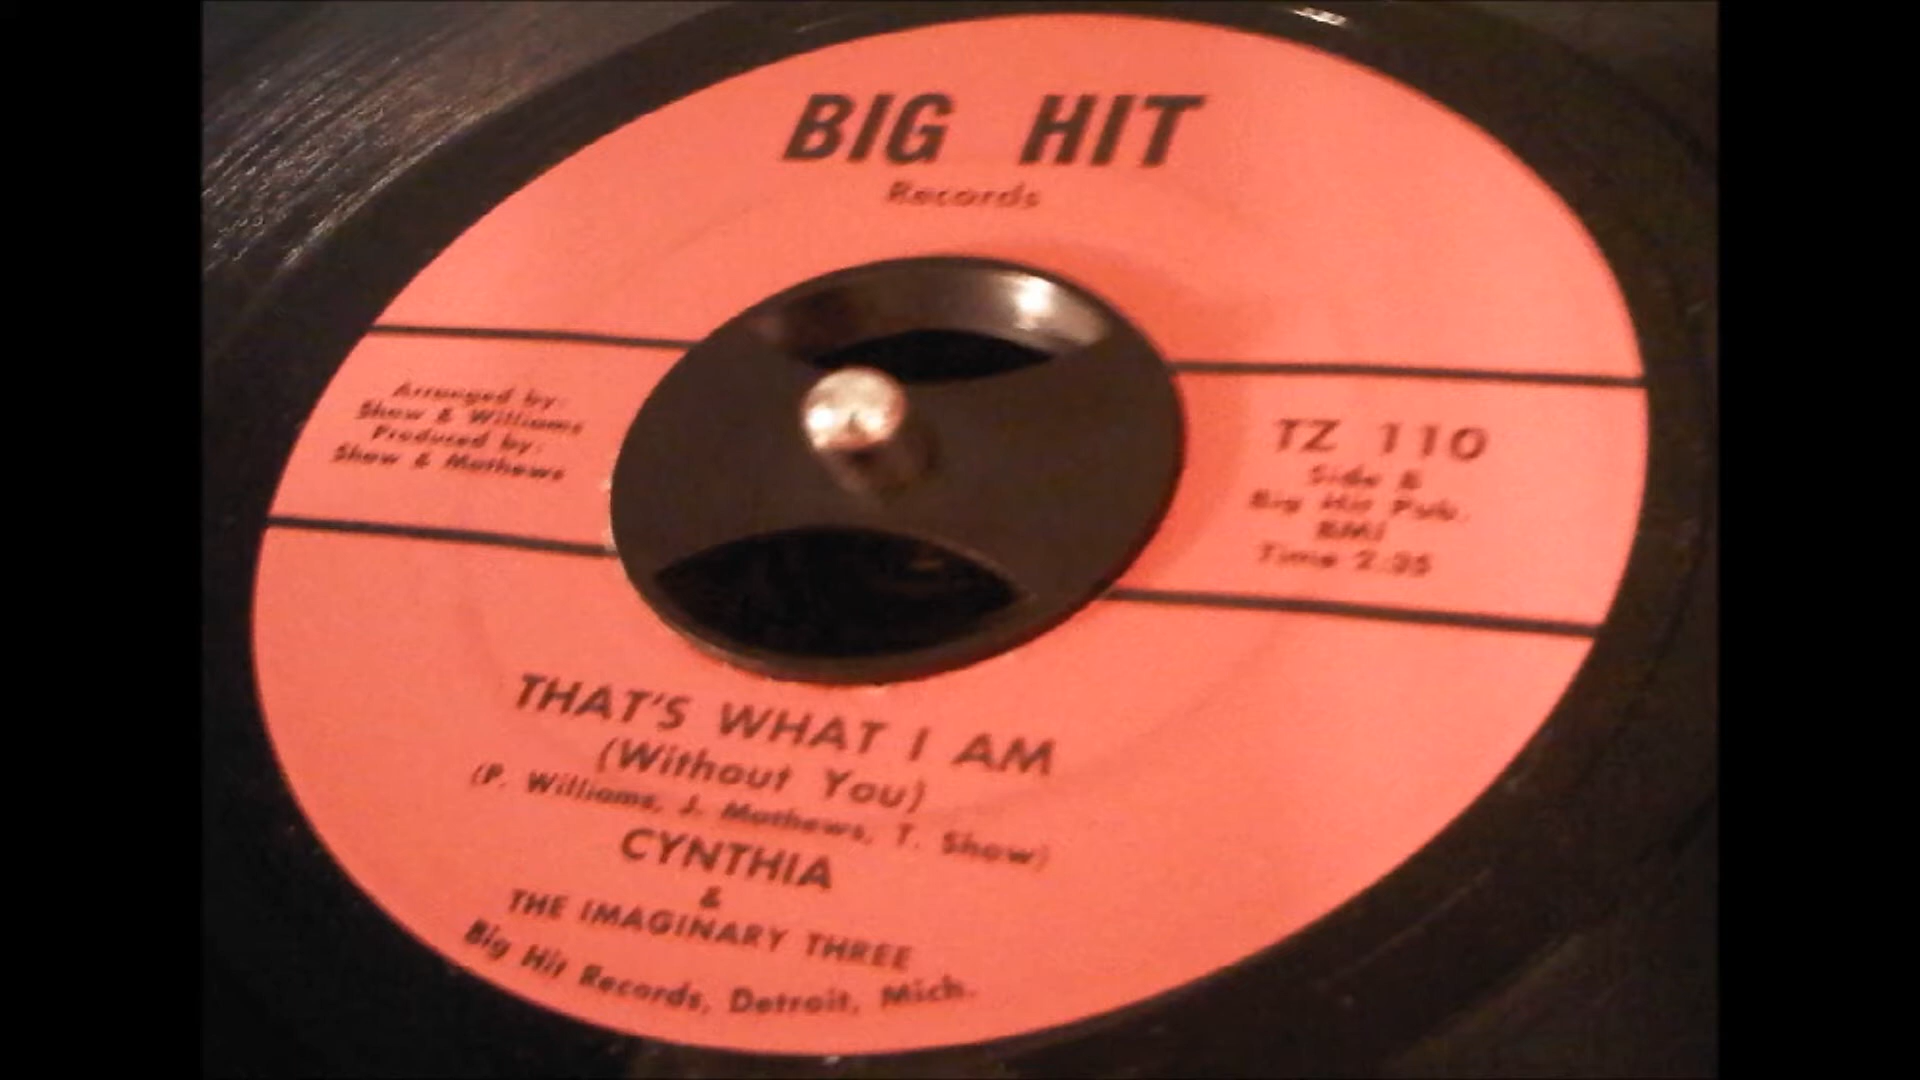 BIG HIT
Records
Arranged by:
Shaw & Williams
Produced by:
Shaw & Mathews
TZ 110
Side B
Big Hit Pub.
BMI
Time 2:35
THAT'S WHAT I AM
(Without You)
(P. Williams, J. Mathews, T. Shaw)
CYNTHIA
&
THE IMAGINARY THREE
Big Hit Records, Detroit, Mich.